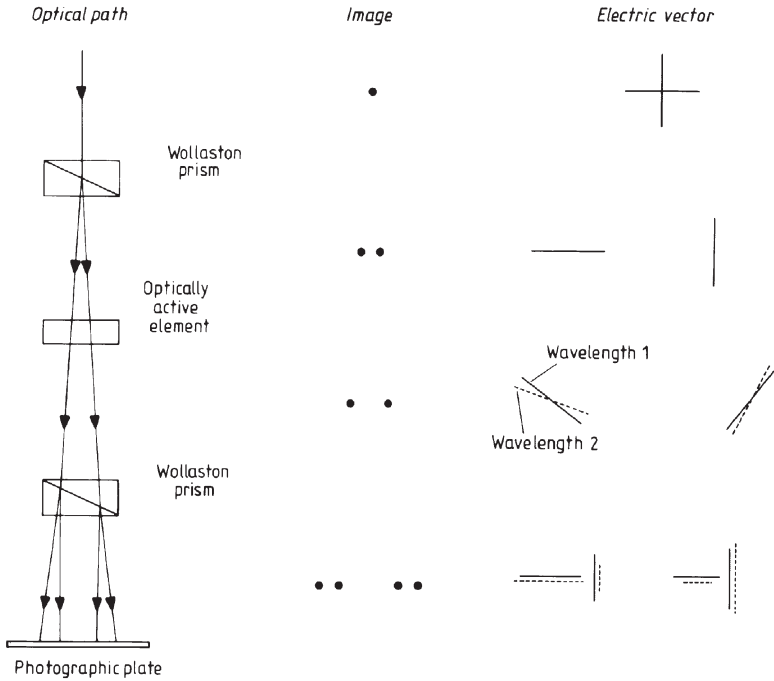 Optical path
Image
Electric vector
Wollaston
prism
Optically
active
element
Wavelength 1
Wavelength 2
Wollaston
prism
Photographic plate